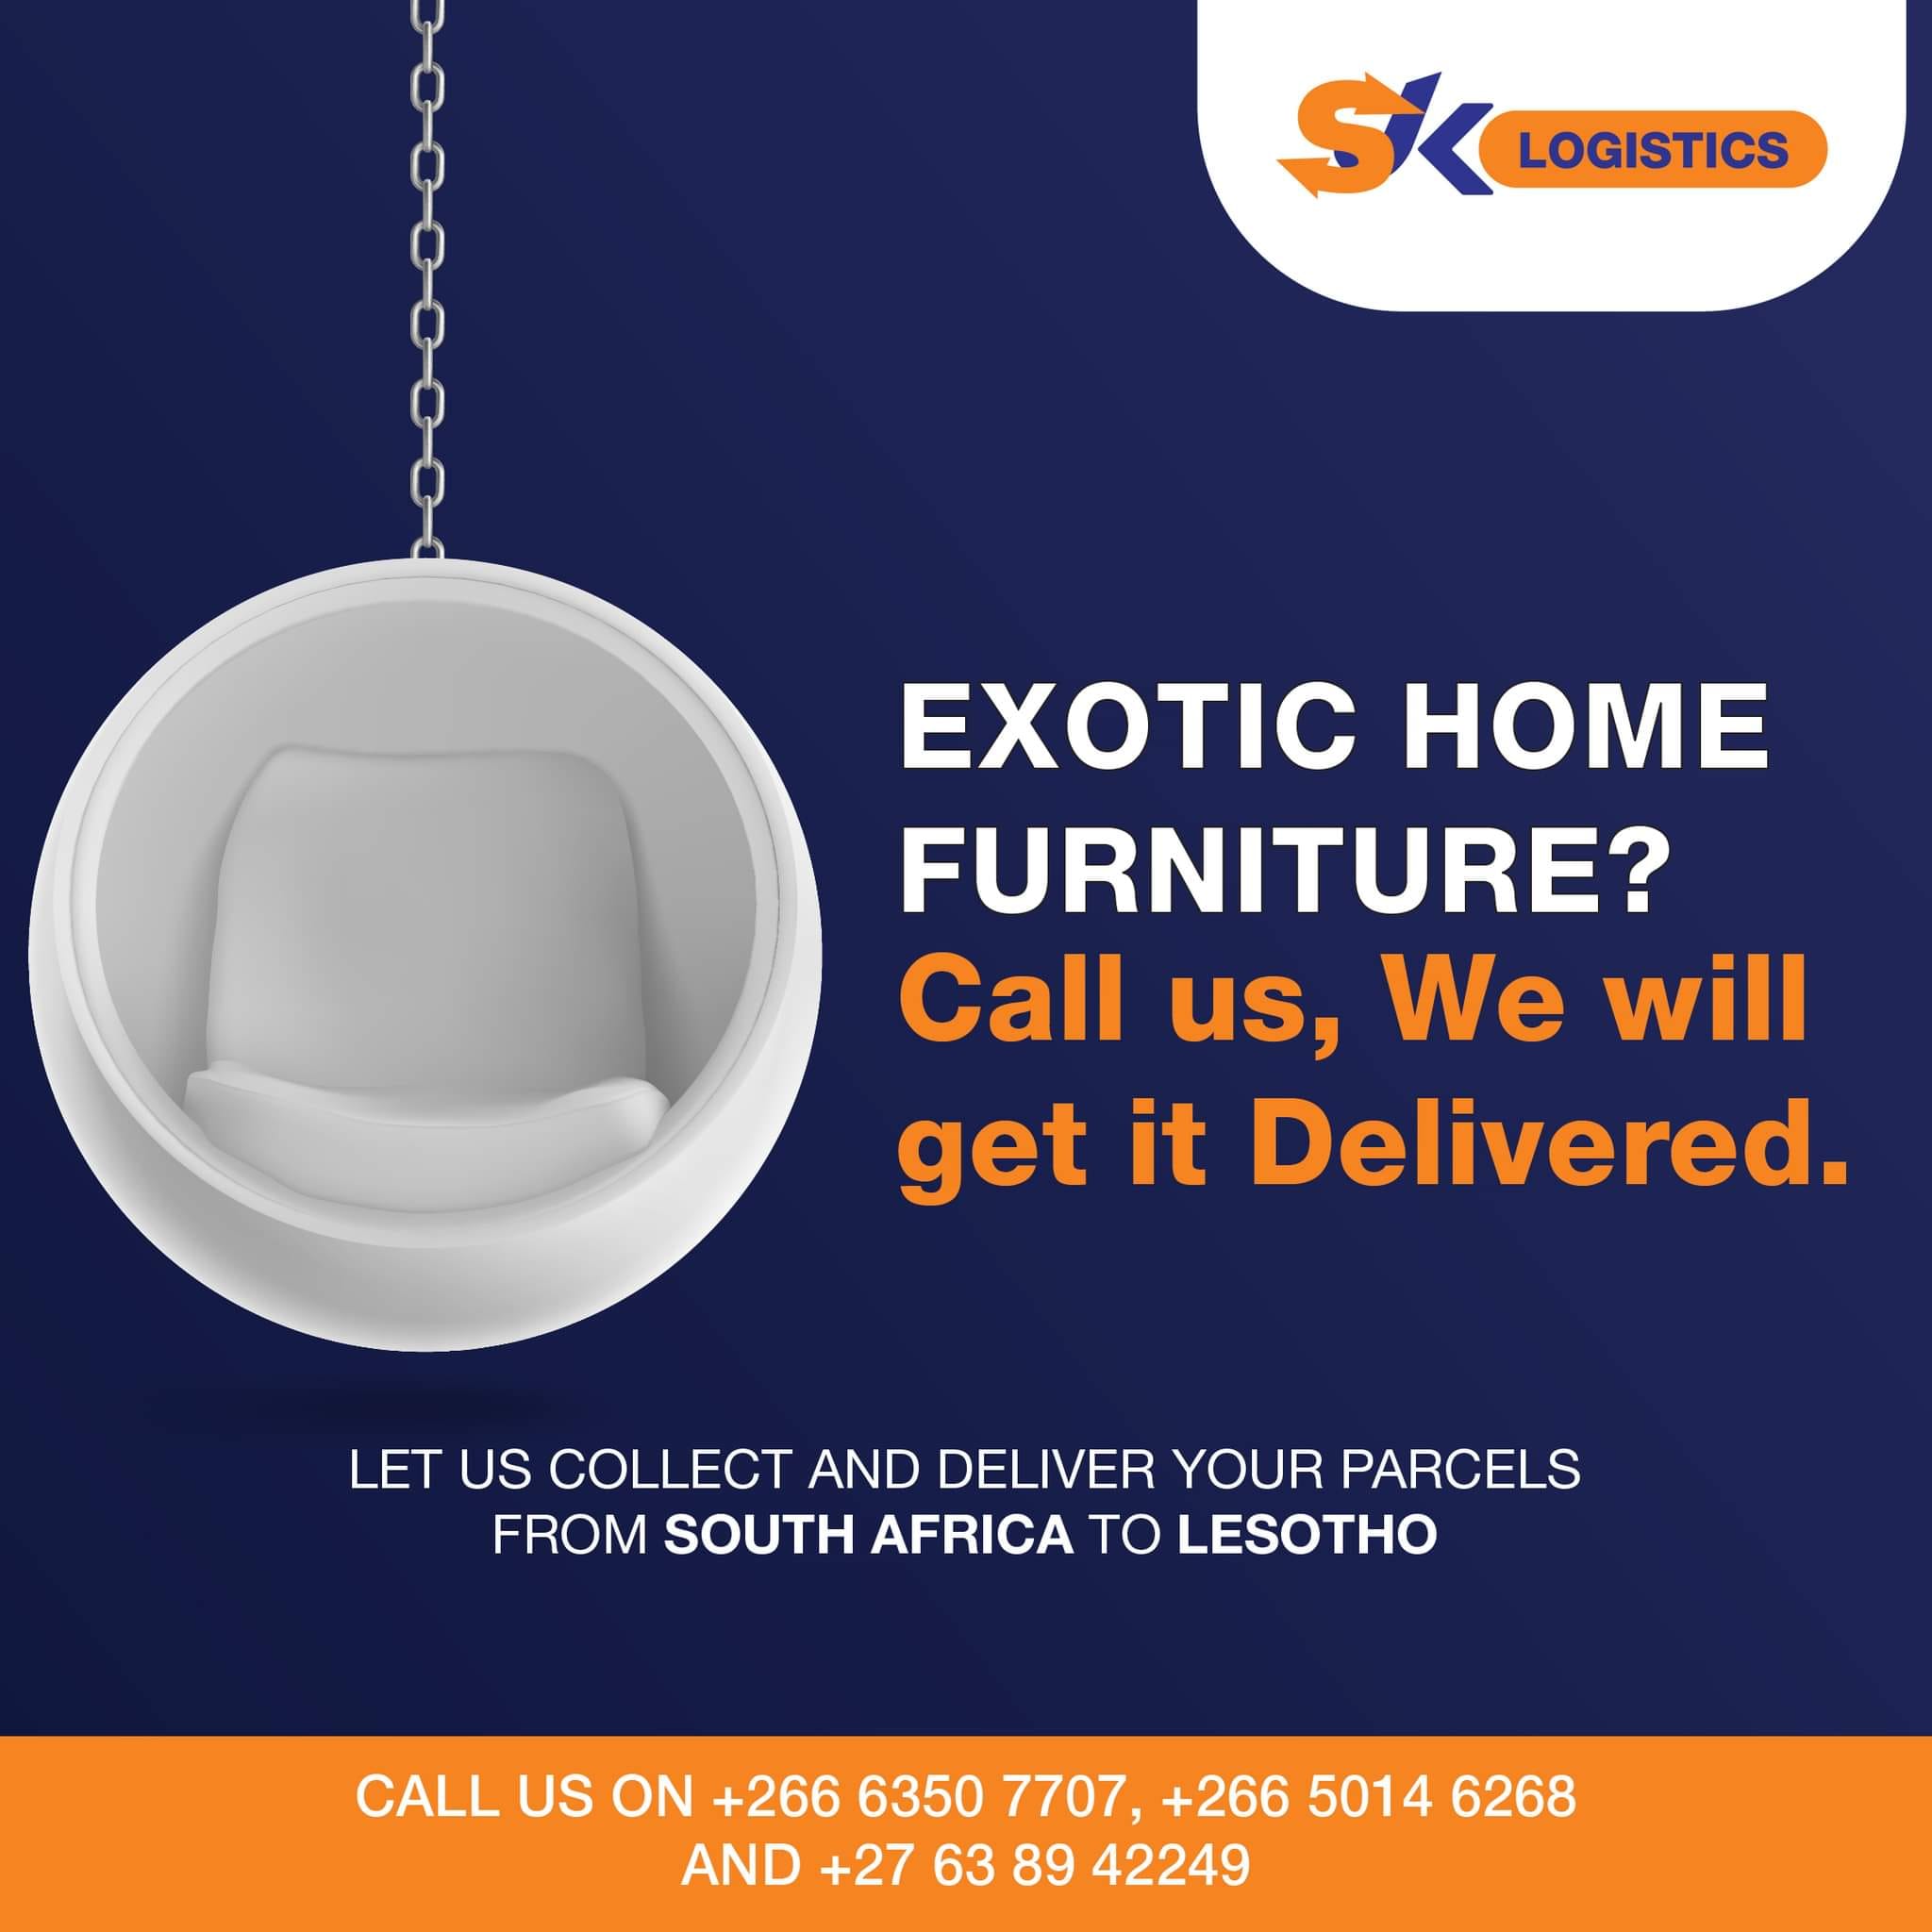 SK LOGISTICS
EXOTIC HOME
FURNITURE?
Call us, We will
get it Delivered.
LET US COLLECT AND DELIVER YOUR PARCELS
FROM SOUTH AFRICA TO LESOTHO
CALL US ON +266 6350 7707, +266 5014 6268
AND +27 63 89 42249